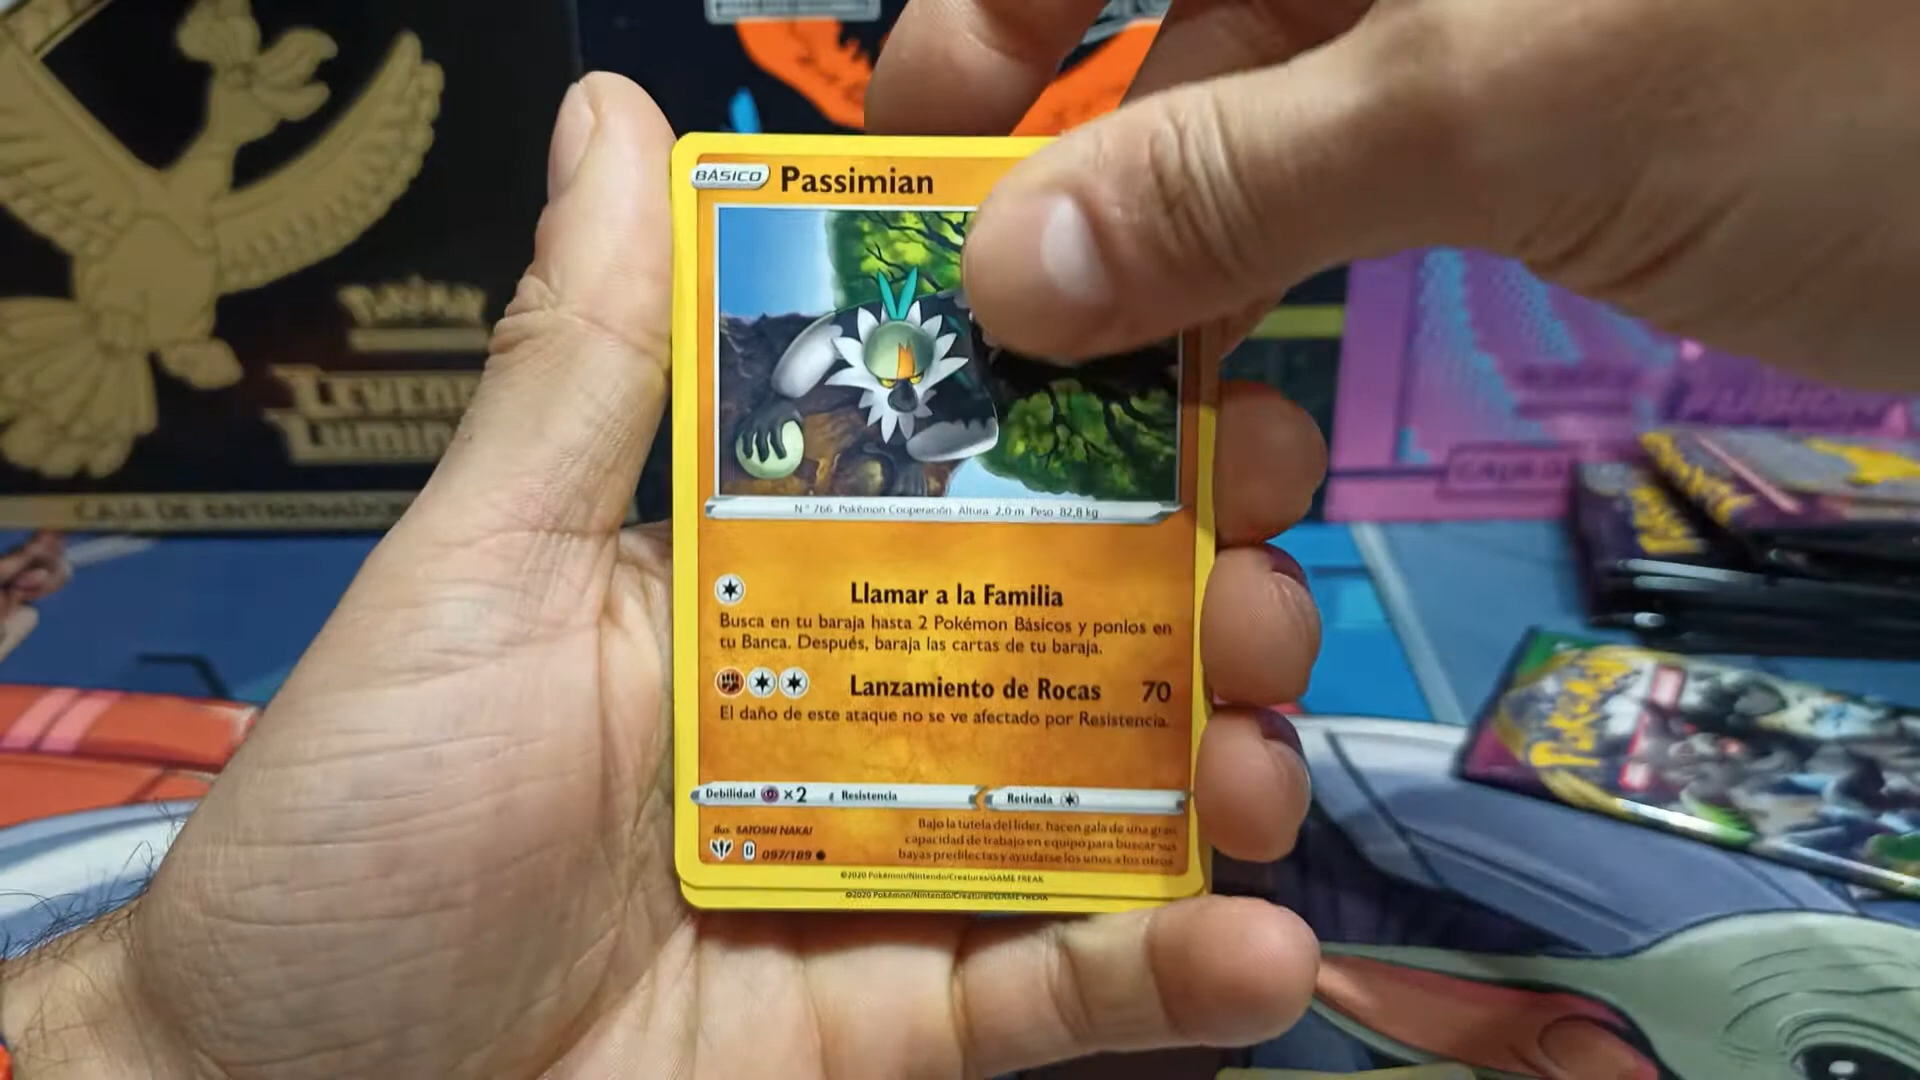 BÁSICO Passimian
N.º 766 Pokémon Cooperación Altura: 2,0 m Peso: 82,8 kg
Llamar a la Familia
Busca en tu baraja hasta 2 Pokémon Básicos y ponlos en
tu Banca. Después, baraja las cartas de tu baraja.
Lanzamiento de Rocas 70
El daño de este ataque no se ve afectado por Resistencia.
Debilidad ×2 Resistencia Retirada
Ilus. SATOSHI NAKAI
Bajo la tutela del líder, hacen gala de una gran
capacidad de trabajo en equipo para buscar sus
bayas predilectas y ayudarse los unos a los otros.
D 097/189
©2020 Pokémon/Nintendo/Creatures/GAME FREAK
©2020 Pokémon/Nintendo/Creatures/GAME FREAK
POKÉMON
CAJA DE ENTRENADOR
POKÉMON